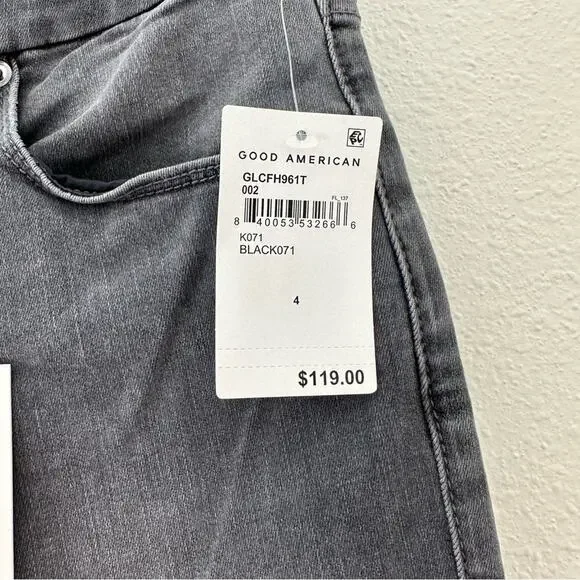 GOOD AMERICAN
GLCFH961T
002
FL_137
8 40053 53266 6
K071
BLACK071
4
$119.00